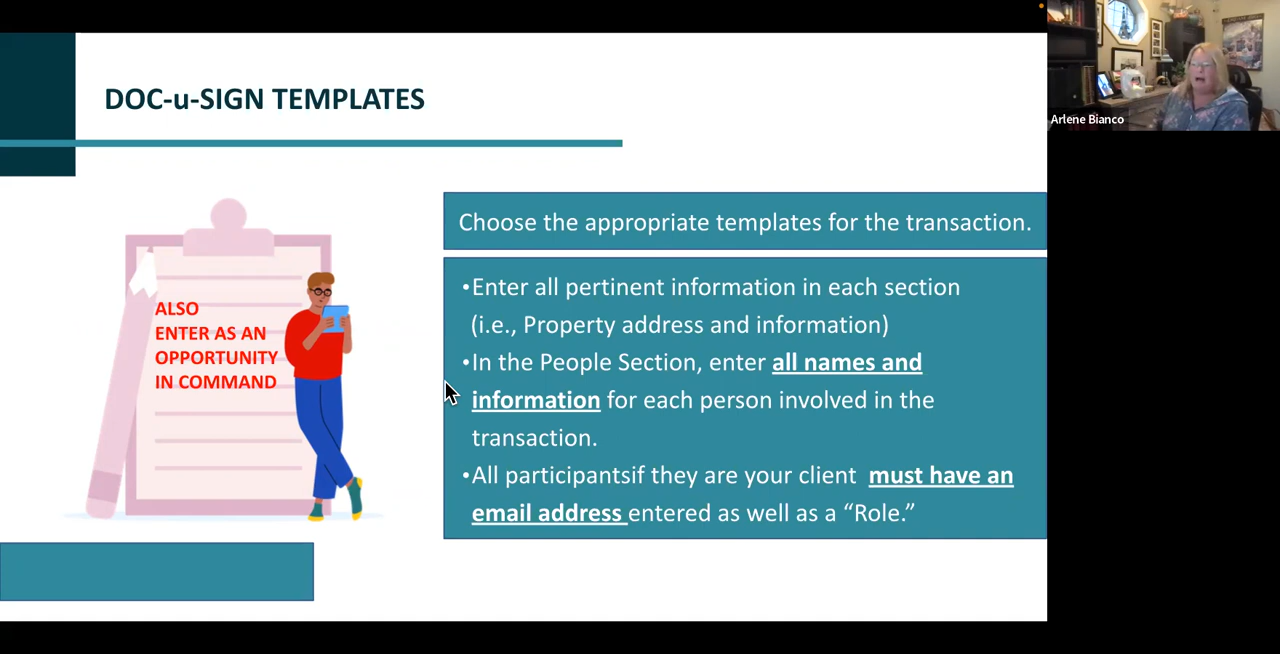 DOC-u-SIGN TEMPLATES
Choose the appropriate templates for the transaction.
ALSO
ENTER AS AN
OPPORTUNITY
IN COMMAND
•Enter all pertinent information in each section
(i.e., Property address and information)
•In the People Section, enter all names and
information for each person involved in the
transaction.
•All participantsif they are your client must have an
email address entered as well as a “Role.”
Arlene Bianco